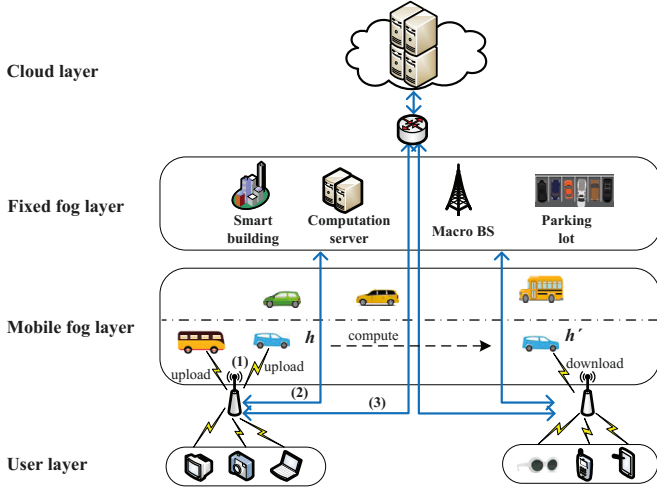 Cloud layer
Fixed fog layer
Smart
building
Computation
server
Macro BS
Parking
lot
Mobile fog layer
h
compute
h´
(1)
upload
upload
download
(2)
(3)
User layer